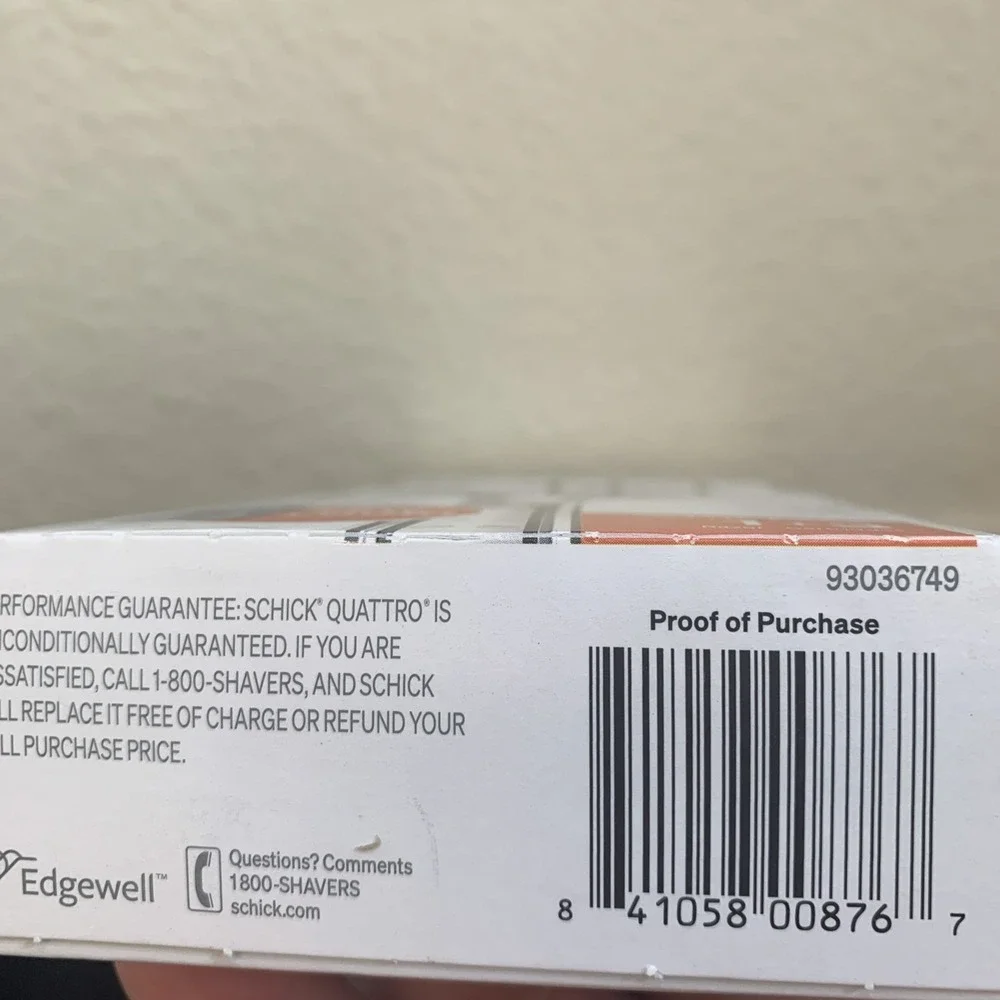 RFORMANCE GUARANTEE: SCHICK® QUATTRO® IS
CONDITIONALLY GUARANTEED. IF YOU ARE
SSATISFIED, CALL 1-800-SHAVERS, AND SCHICK
LL REPLACE IT FREE OF CHARGE OR REFUND YOUR
LL PURCHASE PRICE.
Edgewell™
Questions? Comments
1800-SHAVERS
schick.com
93036749
Proof of Purchase
8 41058 00876 7